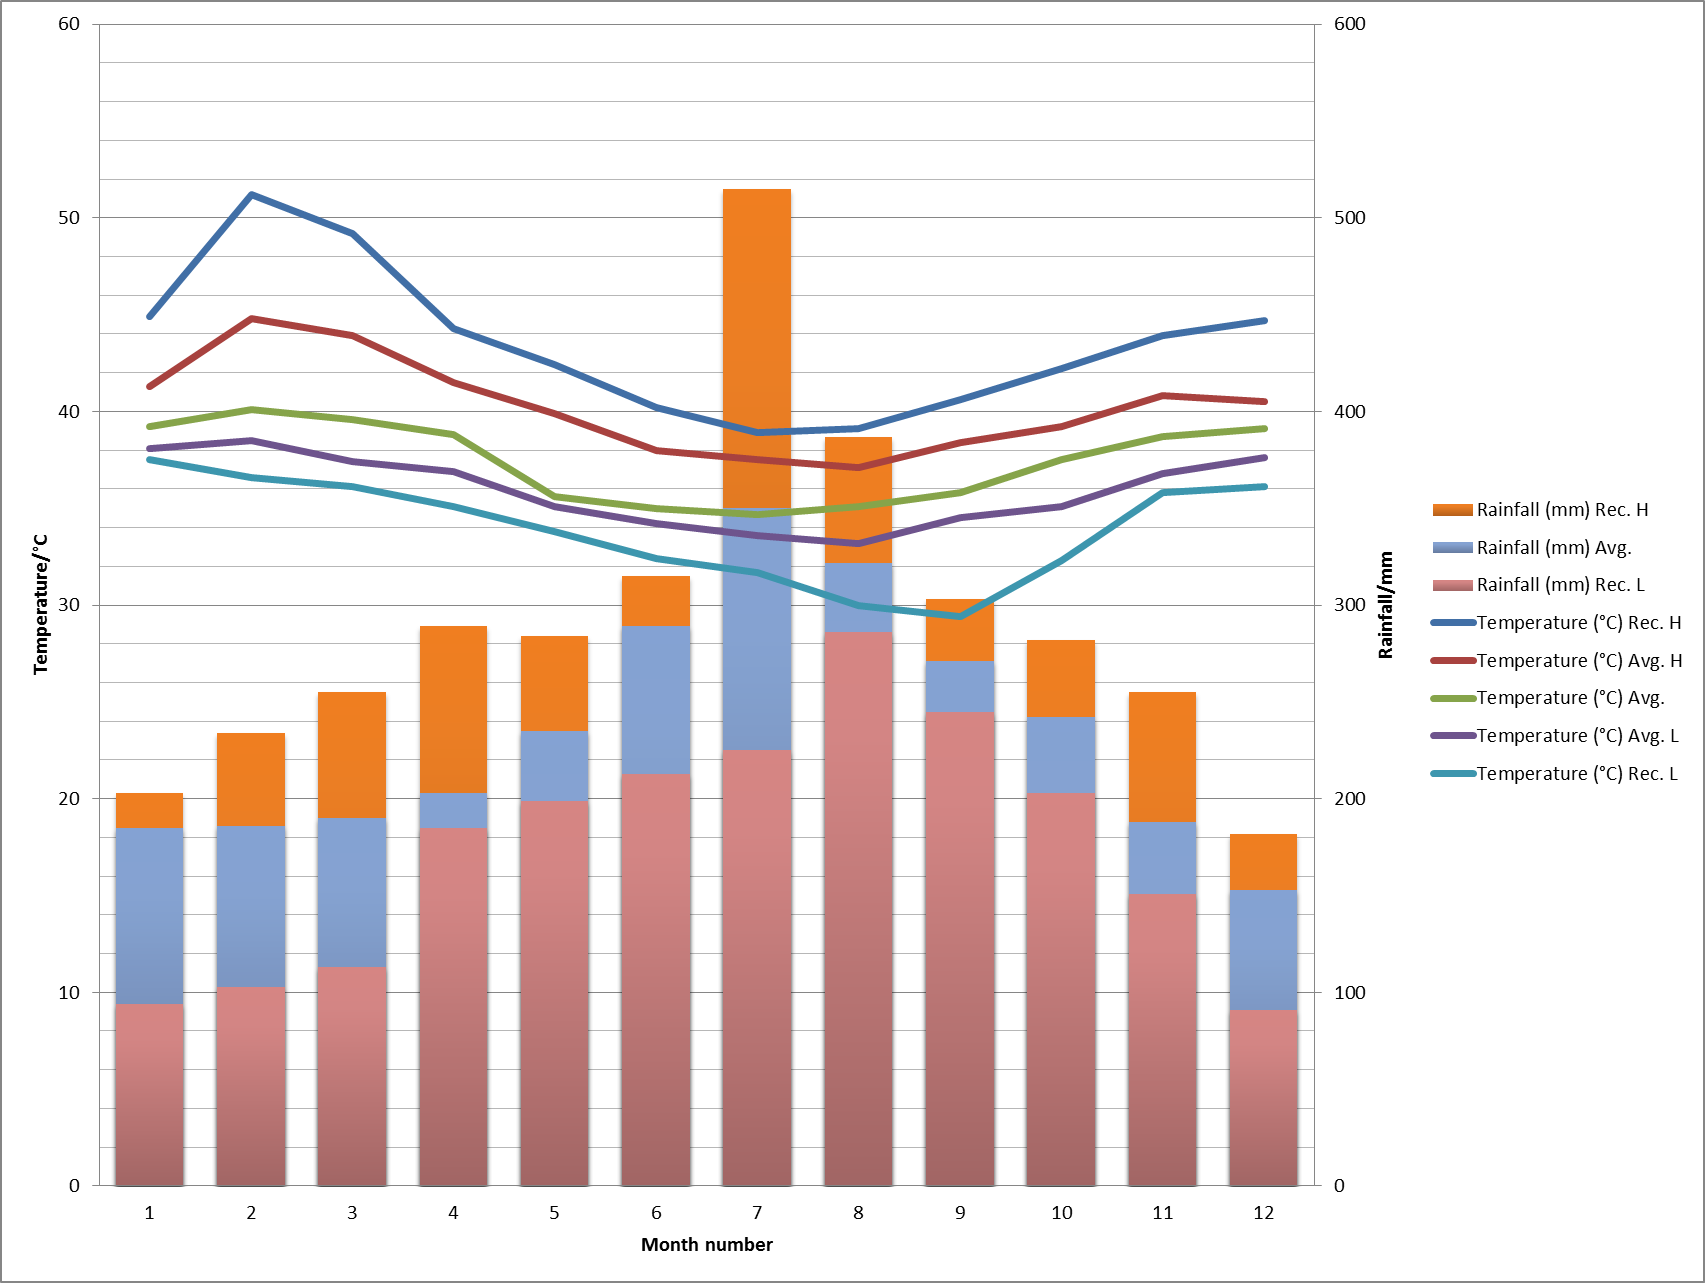 60
50
40
30
20
10
0
Temperature/°C
600
500
400
300
200
100
0
Rainfall/mm
1 2 3 4 5 6 7 8 9 10 11 12
Month number
Rainfall (mm) Rec. H
Rainfall (mm) Avg.
Rainfall (mm) Rec. L
Temperature (°C) Rec. H
Temperature (°C) Avg. H
Temperature (°C) Avg.
Temperature (°C) Avg. L
Temperature (°C) Rec. L